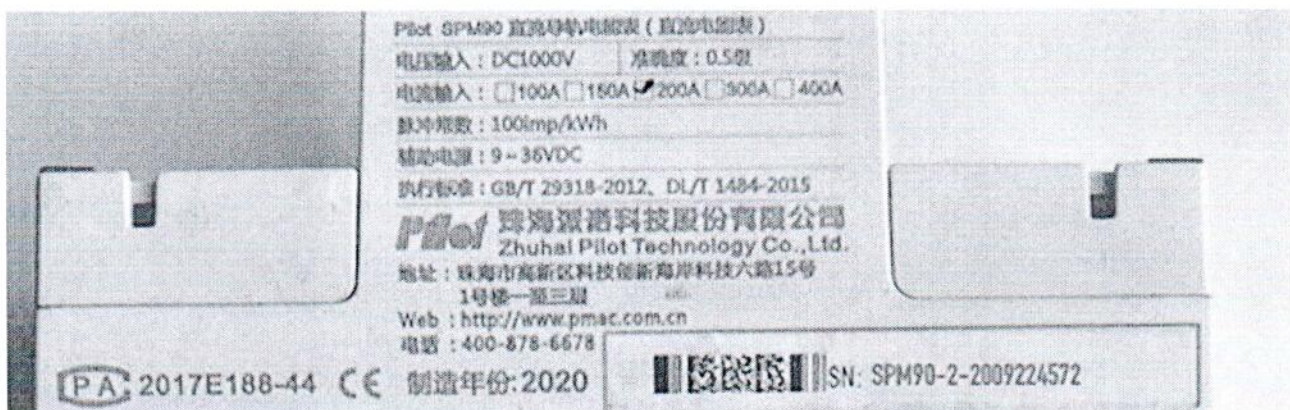 Pilot SPM90 直流导轨电能表（直流电能表）
电压输入：DC1000V 准确度：0.5级
电流输入：☐100A☐150A☑200A☐300A☐400A
脉冲常数：100imp/kWh
辅助电源：9~36VDC
执行标准：GB/T 29318-2012、DL/T 1484-2015
Pilot 珠海派诺科技股份有限公司
Zhuhai Pilot Technology Co.,Ltd.
地址：珠海市高新区科技创新海岸科技六路15号
1号楼一至三层
Web：http://www.pmac.com.cn
电话：400-878-6678
PA 2017E188-44 CE 制造年份:2020
SN: SPM90-2-2009224572